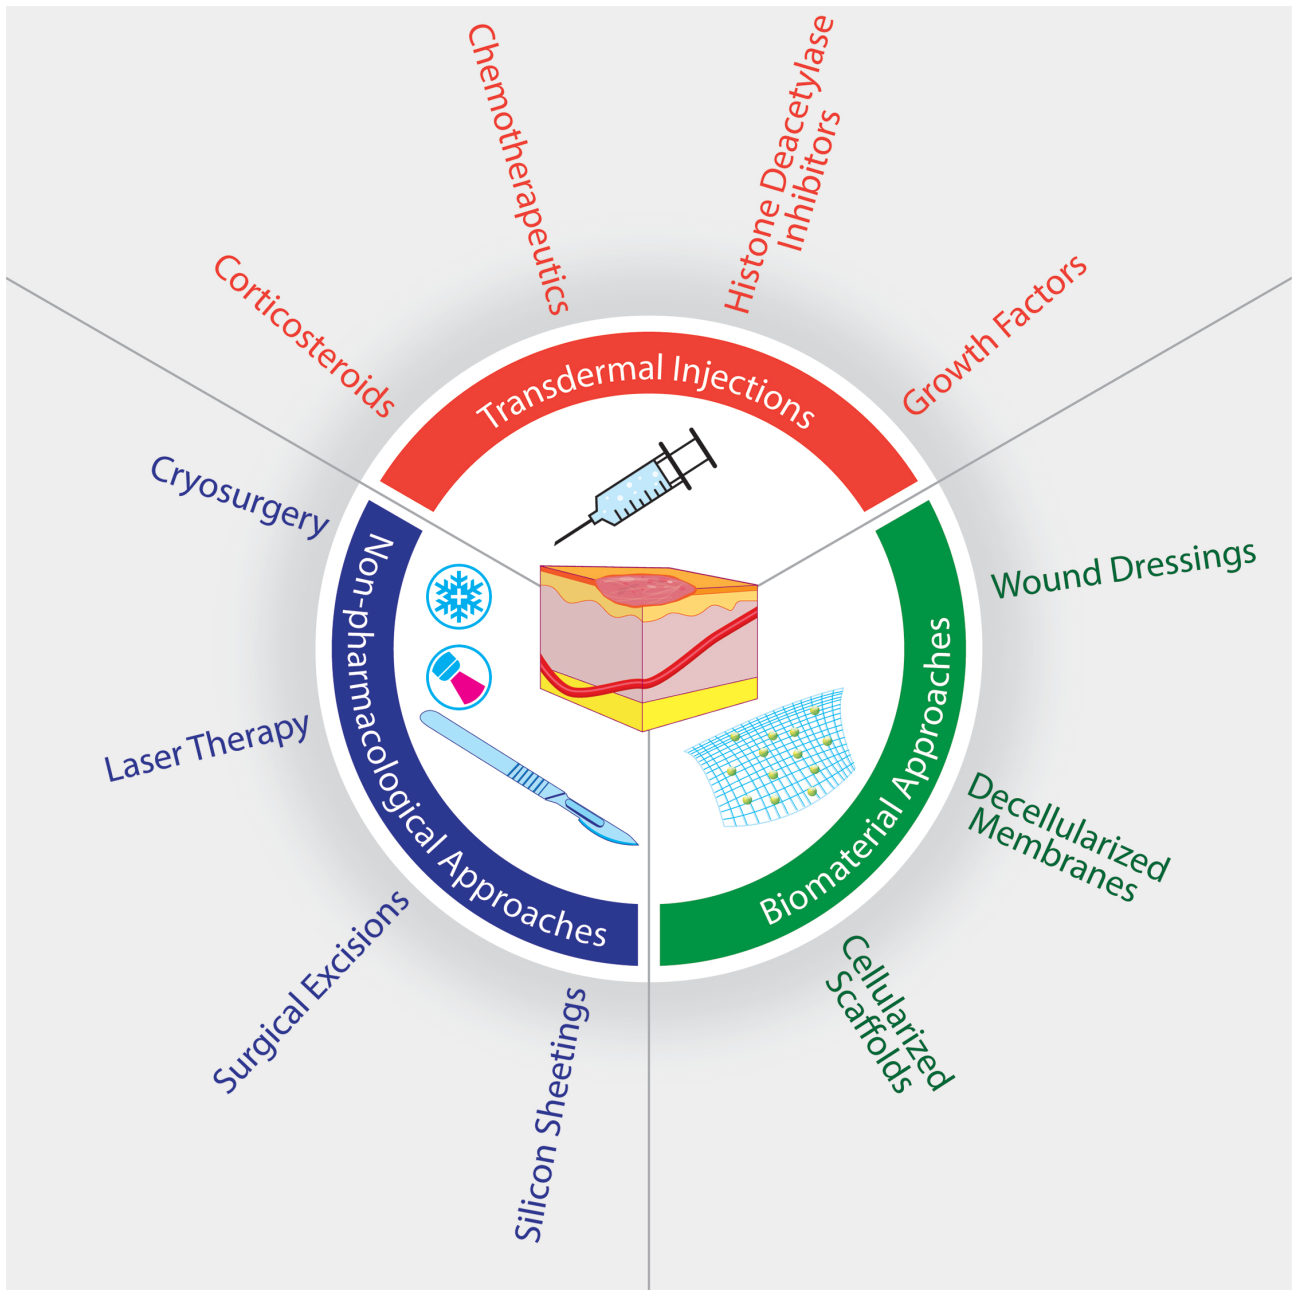 Chemotherapeutics
Histone Deacetylase
Inhibitors
Corticosteroids
Growth Factors
Transdermal Injections
Cryosurgery
Laser Therapy
Surgical Excisions
Silicon Sheetings
Non-pharmacological Approaches
Wound Dressings
Decellularized
Membranes
Cellularized
Scaffolds
Biomaterial Approaches